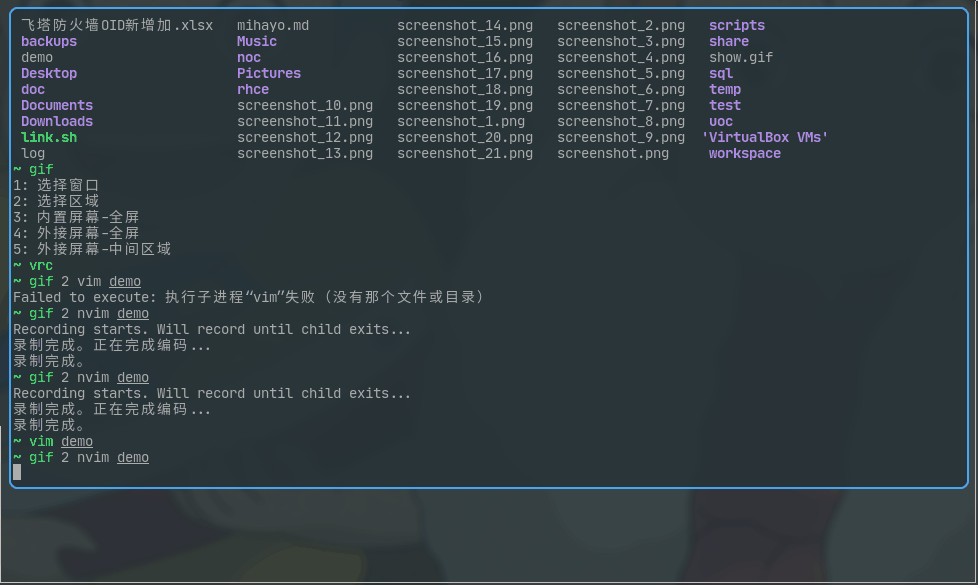 飞塔防火墙OID新增加.xlsx mihayo.md screenshot_14.png screenshot_2.png scripts
backups Music screenshot_15.png screenshot_3.png share
demo noc screenshot_16.png screenshot_4.png show.gif
Desktop Pictures screenshot_17.png screenshot_5.png sql
doc rhce screenshot_18.png screenshot_6.png temp
Documents screenshot_10.png screenshot_19.png screenshot_7.png test
Downloads screenshot_11.png screenshot_1.png screenshot_8.png uoc
link.sh screenshot_12.png screenshot_20.png screenshot_9.png 'VirtualBox VMs'
log screenshot_13.png screenshot_21.png screenshot.png workspace
~ gif
1: 选择窗口
2: 选择区域
3: 内置屏幕-全屏
4: 外接屏幕-全屏
5: 外接屏幕-中间区域
~ vrc
~ gif 2 vim demo
Failed to execute: 执行子进程“vim”失败 (没有那个文件或目录)
~ gif 2 nvim demo
Recording starts. Will record until child exits...
录制完成。正在完成编码...
录制完成。
~ gif 2 nvim demo
Recording starts. Will record until child exits...
录制完成。正在完成编码...
录制完成。
~ vim demo
~ gif 2 nvim demo